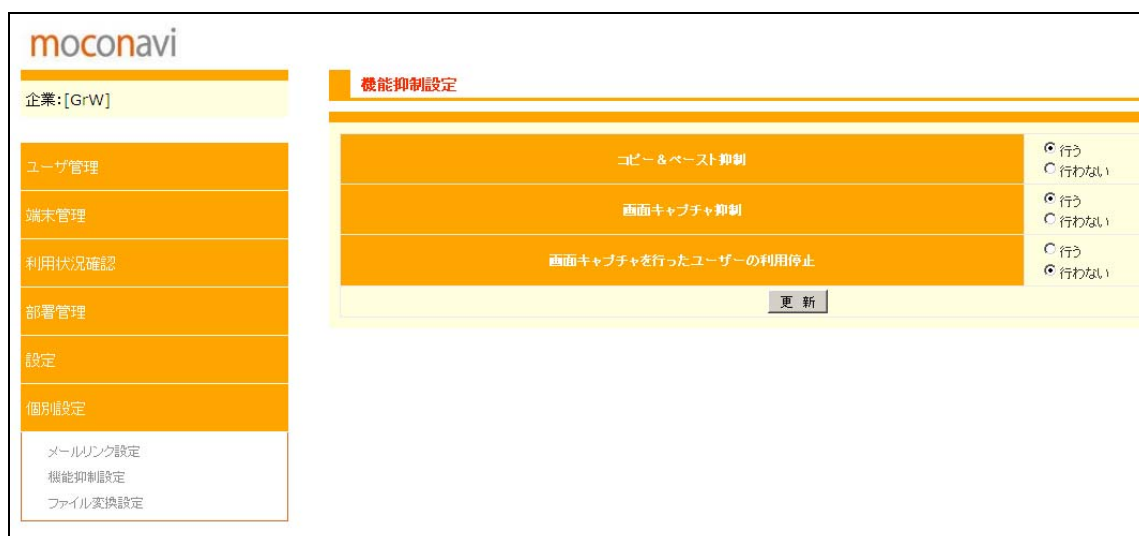 moconavi
企業:[GrW]
ユーザ管理
端末管理
利用状況確認
部署管理
設定
個別設定
メールリンク設定
機能抑制設定
ファイル変換設定
機能抑制設定
コピー&ペースト抑制
行う
行わない
画面キャプチャ抑制
行う
行わない
画面キャプチャを行ったユーザーの利用停止
行う
行わない
更 新